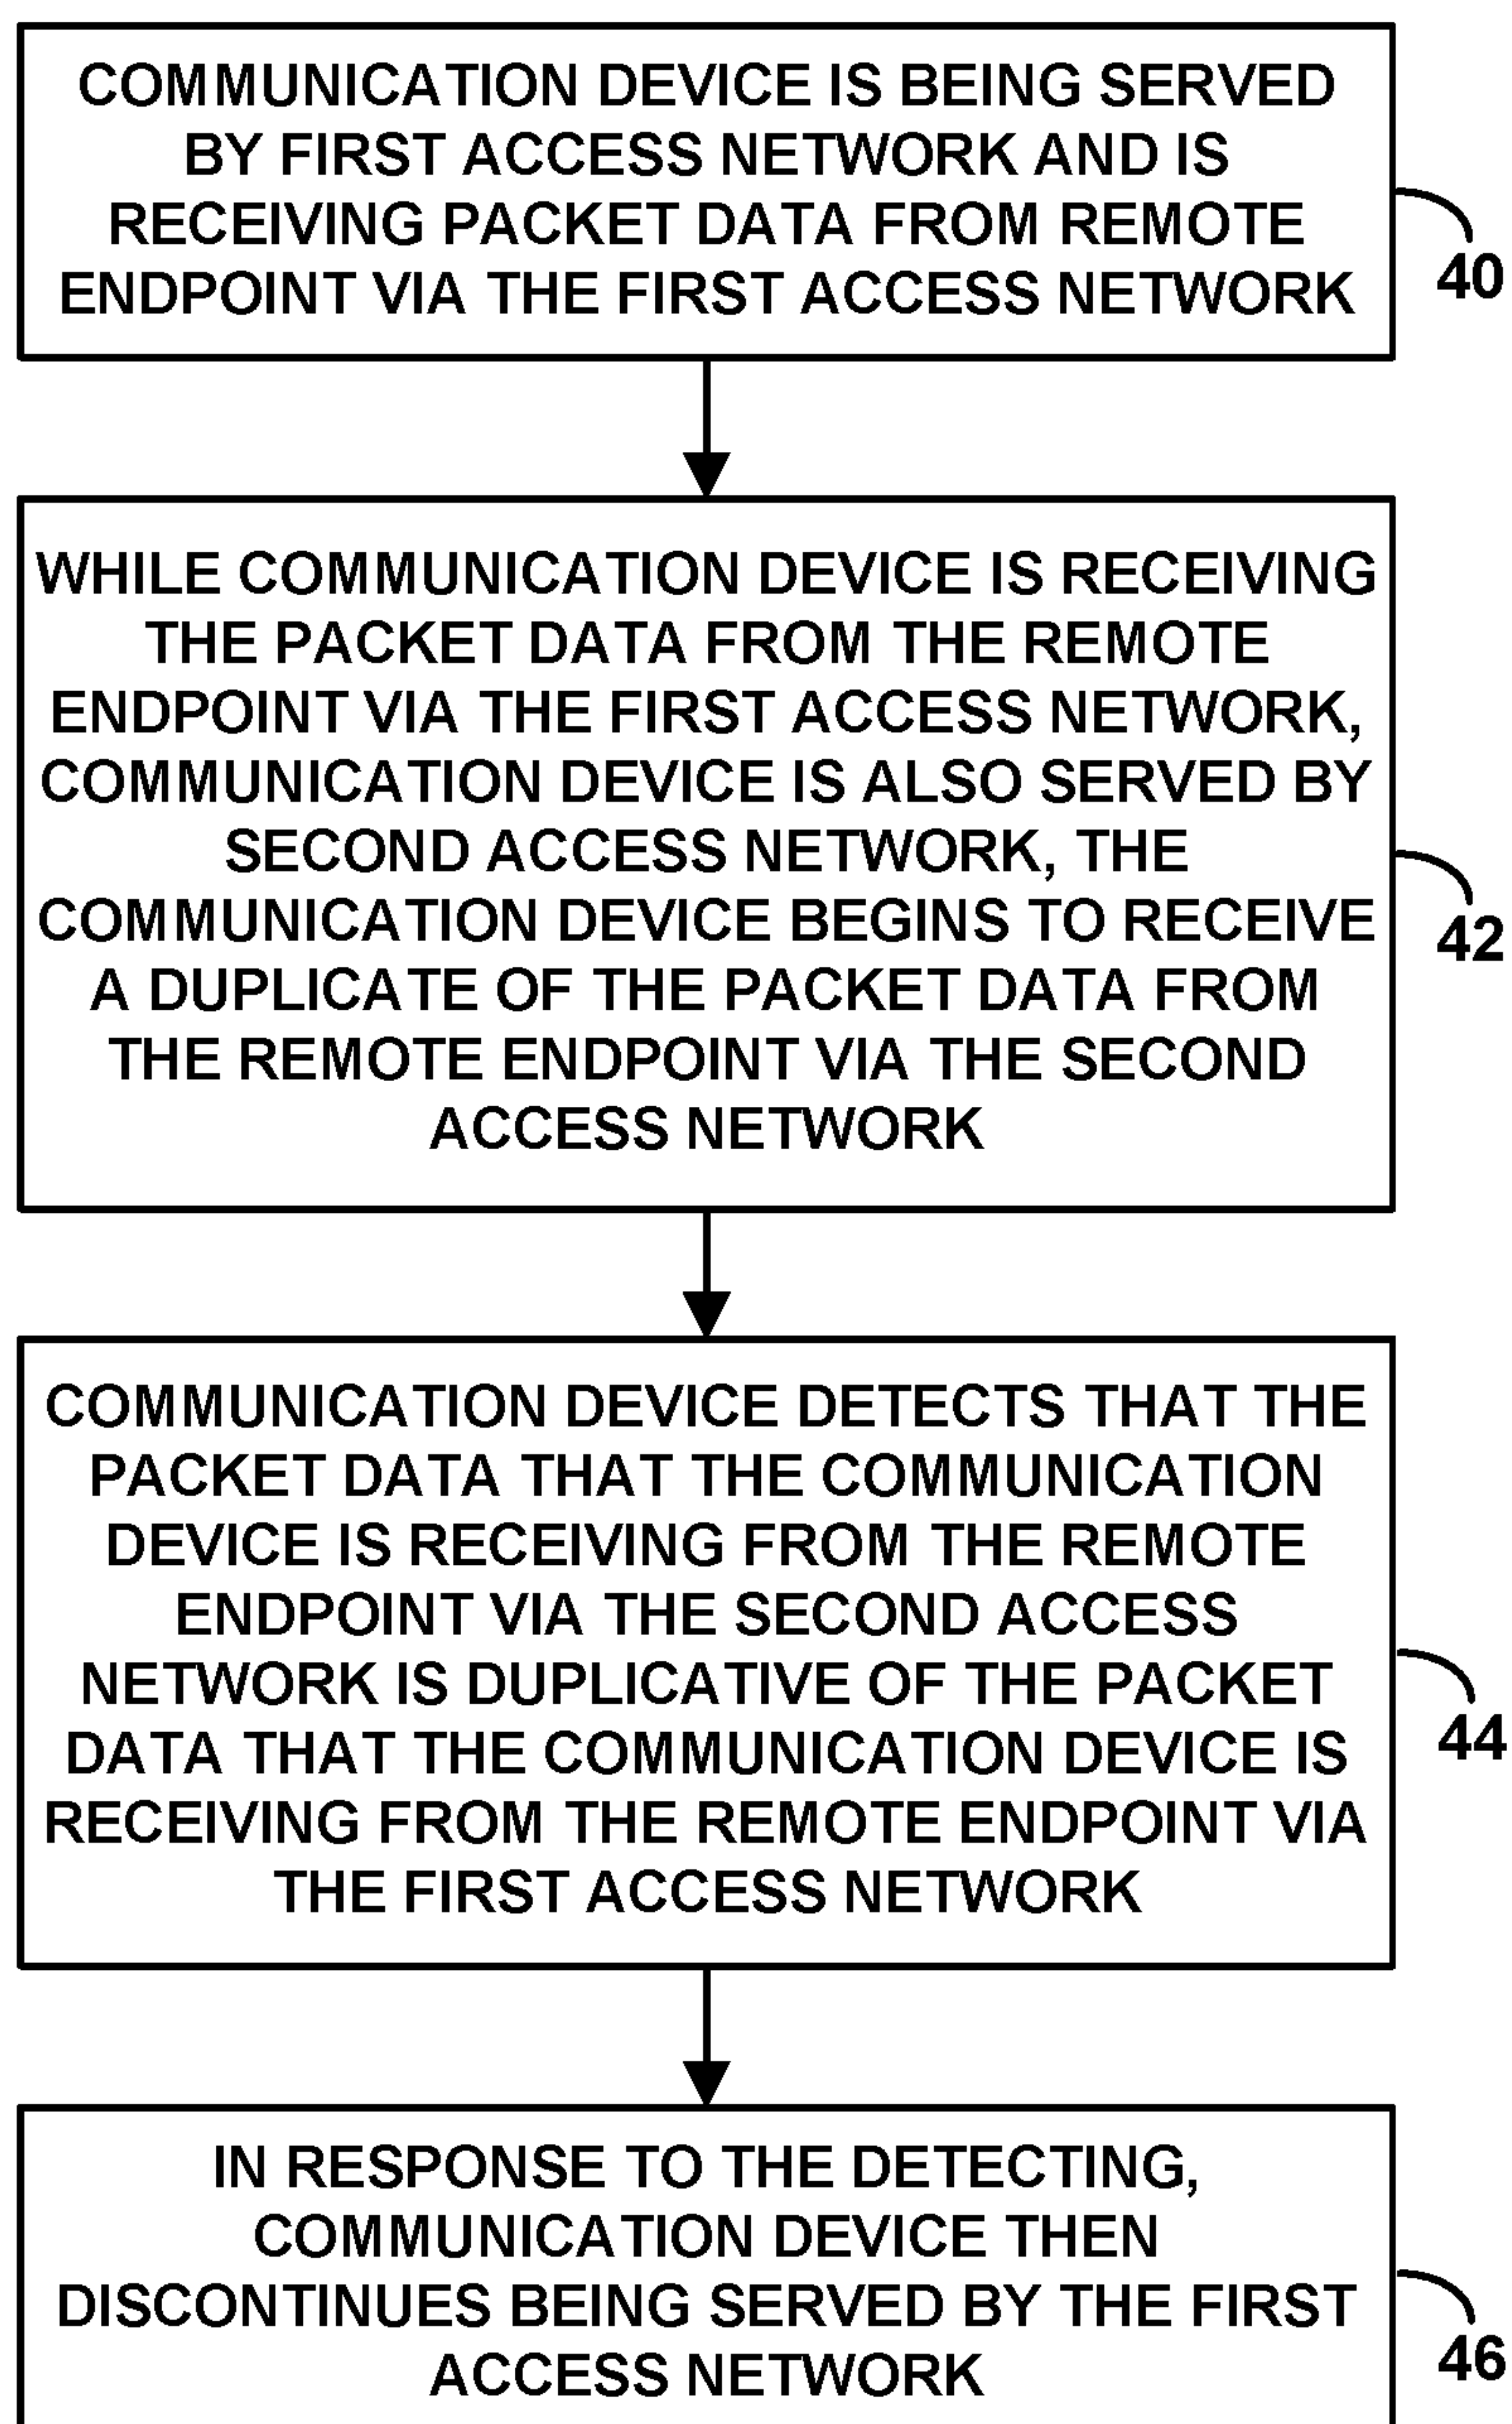 COMMUNICATION DEVICE IS BEING SERVED
BY FIRST ACCESS NETWORK AND IS
RECEIVING PACKET DATA FROM REMOTE
ENDPOINT VIA THE FIRST ACCESS NETWORK
40
WHILE COMMUNICATION DEVICE IS RECEIVING
THE PACKET DATA FROM THE REMOTE
ENDPOINT VIA THE FIRST ACCESS NETWORK,
COMMUNICATION DEVICE IS ALSO SERVED BY
SECOND ACCESS NETWORK, THE
COMMUNICATION DEVICE BEGINS TO RECEIVE
A DUPLICATE OF THE PACKET DATA FROM
THE REMOTE ENDPOINT VIA THE SECOND
ACCESS NETWORK
42
COMMUNICATION DEVICE DETECTS THAT THE
PACKET DATA THAT THE COMMUNICATION
DEVICE IS RECEIVING FROM THE REMOTE
ENDPOINT VIA THE SECOND ACCESS
NETWORK IS DUPLICATIVE OF THE PACKET
DATA THAT THE COMMUNICATION DEVICE IS
RECEIVING FROM THE REMOTE ENDPOINT VIA
THE FIRST ACCESS NETWORK
44
IN RESPONSE TO THE DETECTING,
COMMUNICATION DEVICE THEN
DISCONTINUES BEING SERVED BY THE FIRST
ACCESS NETWORK
46